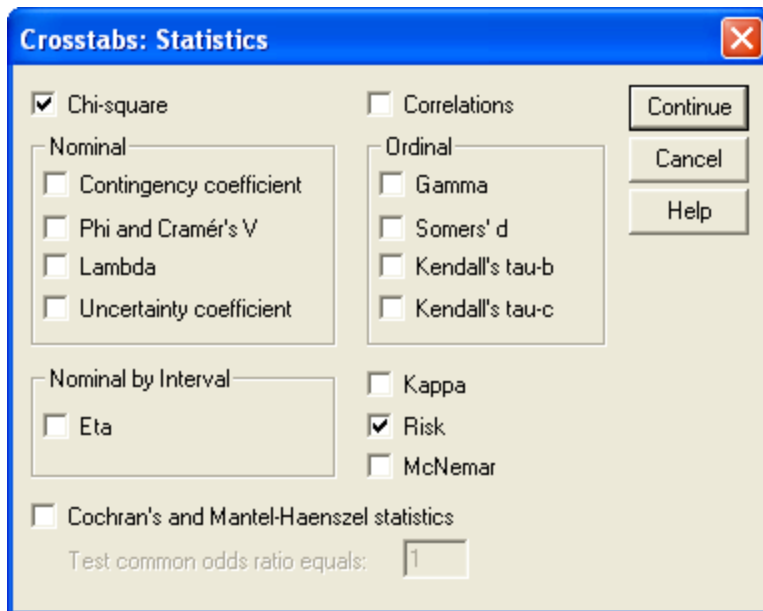 Crosstabs: Statistics
Chi-square
Correlations
Continue
Nominal
Ordinal
Cancel
Contingency coefficient
Gamma
Help
Phi and Cramér's V
Somers' d
Lambda
Kendall's tau-b
Uncertainty coefficient
Kendall's tau-c
Nominal by Interval
Kappa
Eta
Risk
McNemar
Cochran's and Mantel-Haenszel statistics
Test common odds ratio equals: 1